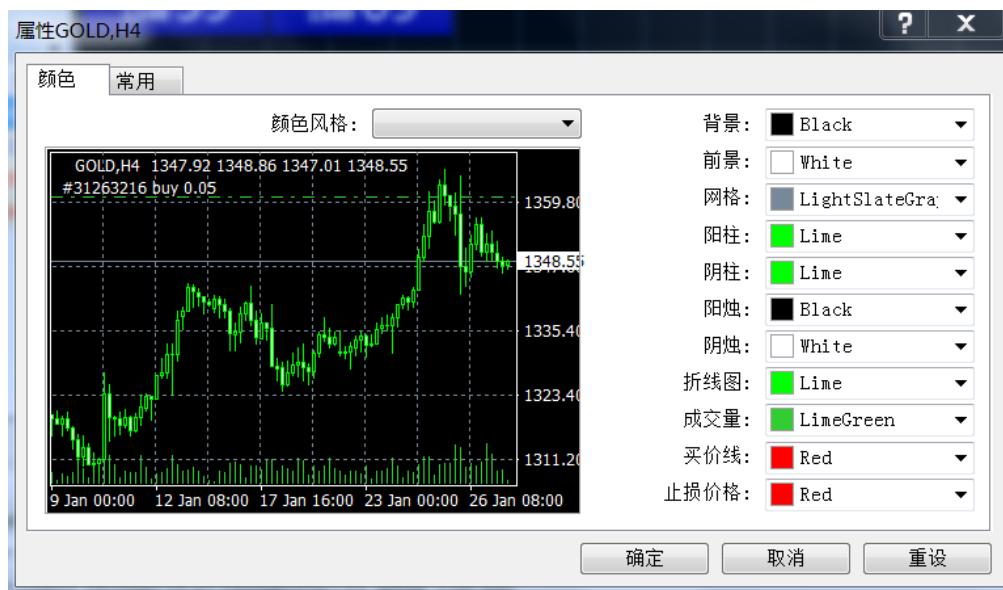 属性GOLD,H4
? X
颜色 常用
颜色风格:
GOLD,H4 1347.92 1348.86 1347.01 1348.55
#31263216 buy 0.05
1359.80
1348.55
1335.40
1323.40
1311.20
9 Jan 00:00 12 Jan 08:00 17 Jan 16:00 23 Jan 00:00 26 Jan 08:00
背景: Black
前景: White
网格: LightSlateGra
阳柱: Lime
阴柱: Lime
阳烛: Black
阴烛: White
折线图: Lime
成交量: LimeGreen
买价线: Red
止损价格: Red
确定 取消 重设